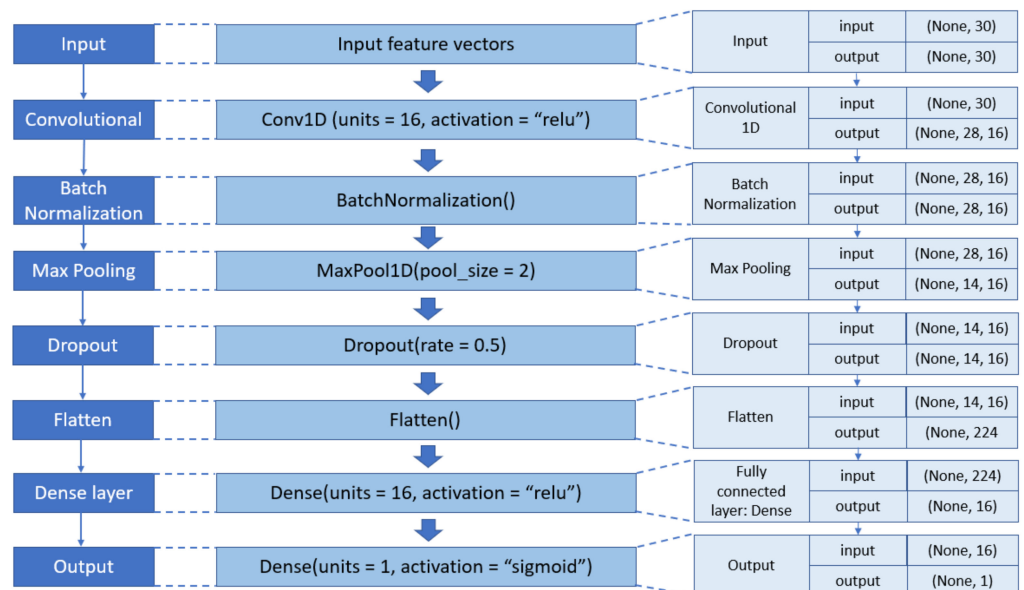 Input
Input feature vectors
Input
input
(None, 30)
output
(None, 30)
Convolutional
Conv1D (units = 16, activation = “relu”)
Convolutional
1D
input
(None, 30)
output
(None, 28, 16)
Batch
Normalization
BatchNormalization()
Batch
Normalization
input
(None, 28, 16)
output
(None, 28, 16)
Max Pooling
MaxPool1D(pool_size = 2)
Max Pooling
input
(None, 28, 16)
output
(None, 14, 16)
Dropout
Dropout(rate = 0.5)
Dropout
input
(None, 14, 16)
output
(None, 14, 16)
Flatten
Flatten()
Flatten
input
(None, 14, 16)
output
(None, 224
Dense layer
Dense(units = 16, activation = “relu”)
Fully
connected
layer: Dense
input
(None, 224)
output
(None, 16)
Output
Dense(units = 1, activation = “sigmoid”)
Output
input
(None, 16)
output
(None, 1)